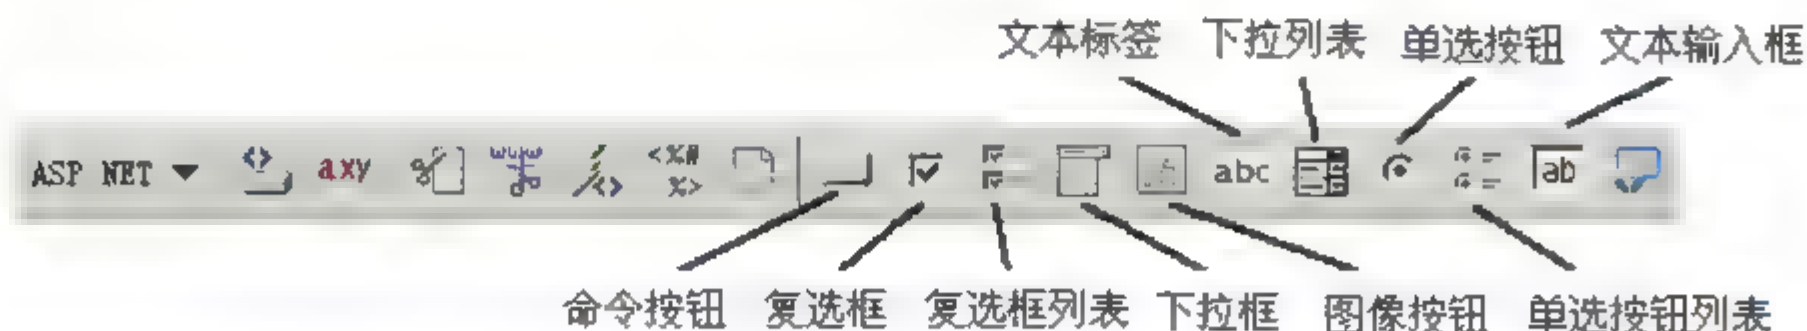 文本标签 下拉列表 单选按钮 文本输入框
ASP NET axy <%# %> abc ab
命令按钮 复选框 复选框列表 下拉框 图像按钮 单选按钮列表